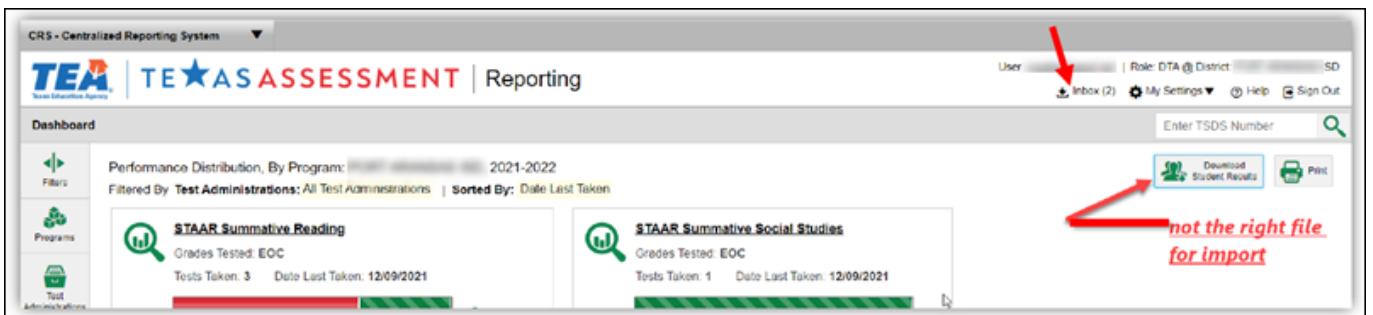 CRS - Centralized Reporting System
TEA
Texas Education Agency
TEXAS ASSESSMENT Reporting
User | Role: DTA @ District: SD
Inbox (2) My Settings Help Sign Out
Dashboard
Enter TSDS Number
Filters
Programs
Test
Administrations
Performance Distribution, By Program: 2021-2022
Filtered By Test Administrations: All Test Administrations | Sorted By: Date Last Taken
Download
Student Results
Print
not the right file
for import
STAAR Summative Reading
Grades Tested: EOC
Tests Taken: 3 Date Last Taken: 12/09/2021
STAAR Summative Social Studies
Grades Tested: EOC
Tests Taken: 1 Date Last Taken: 12/09/2021